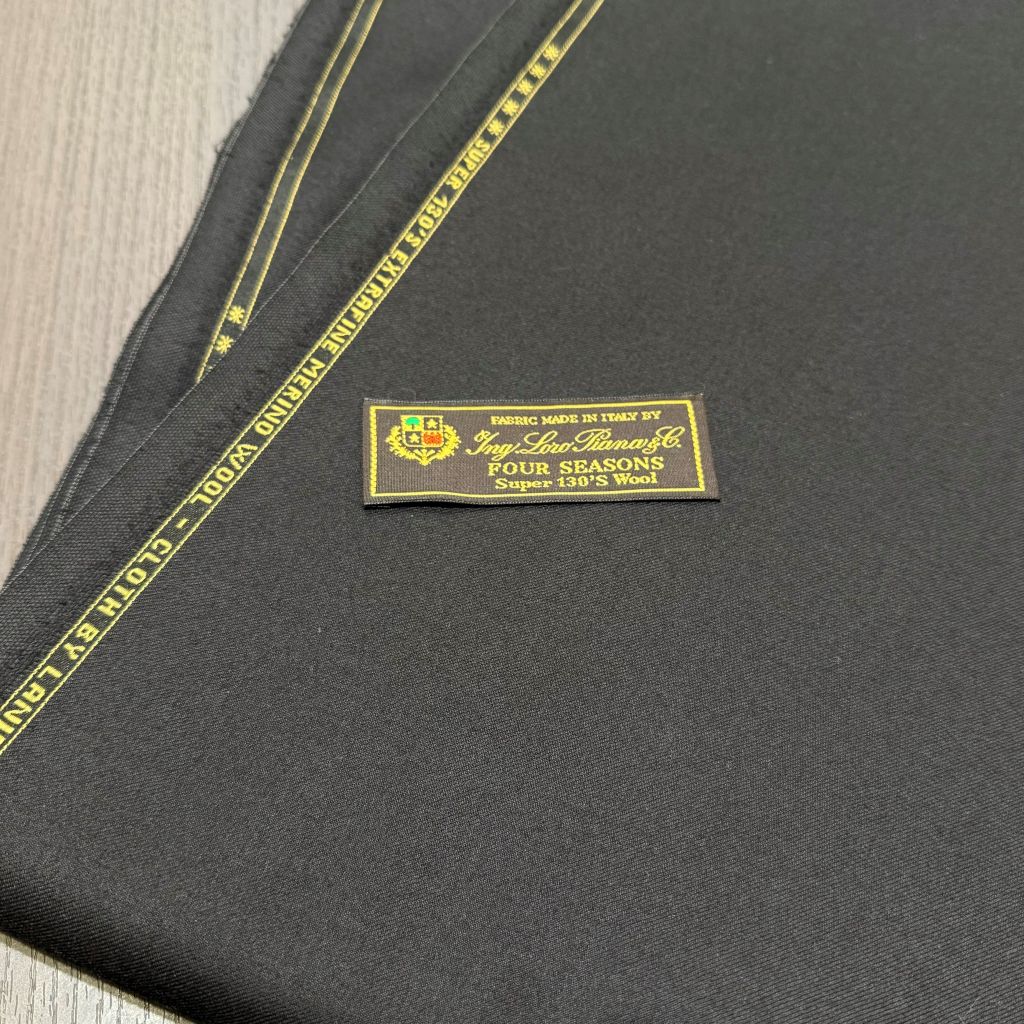 ***** SUPER 130'S EXTRAFINE MERINO WOOL - CLOTH BY LANI
FABRIC MADE IN ITALY BY
Ing. Loro Piana & C.
FOUR SEASONS
Super 130'S Wool